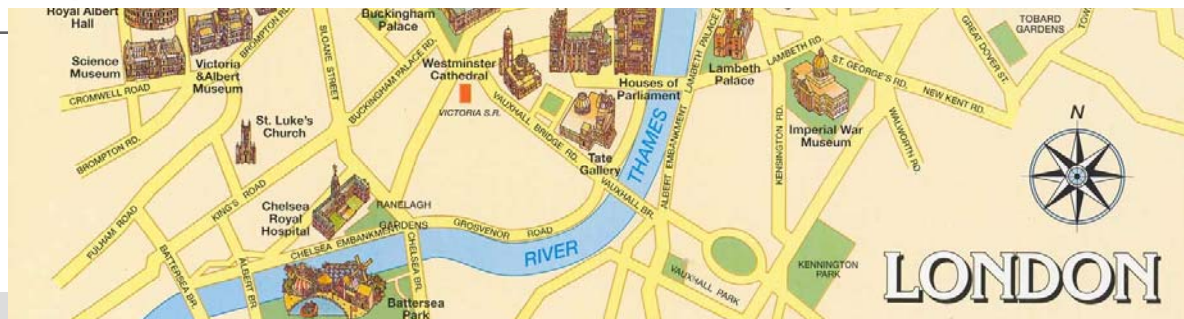 Royal Albert
Hall
BROMPTON RD.
SLOANE STREET
Buckingham
Palace
BUCKINGHAM PALACE RD.
LAMBETH PALACE R
GREAT DOVER ST.
TOBARD
GARDENS
TOW
Science
Museum
Victoria
&Albert
Museum
Westminster
Cathedral
Houses of
Parliament
Lambeth
Palace
LAMBETH RD.
ST. GEORGE'S RD.
NEW KENT RD.
CROMWELL ROAD
VICTORIA S.R.
VAUXHALL BRIDGE RD.
St. Luke's
Church
BROMPTON RD.
Tate
Gallery
THAMES
ALBERT EMBANKMENT
KENSINGTON RD.
Imperial War
Museum
WALWORTH RD.
N
FULHAM ROAD
KING'S ROAD
Chelsea
Royal
Hospital
RANELAGH
GARDENS
CHELSEA EMBANKMENT
GROSVENOR ROAD
VAUXHALL BR.
RIVER
BATTERSEA BR.
ALBERT BR.
CHELSEA BR.
Battersea
Park
VAUXHALL PARK
KENNINGTON
PARK
LONDON